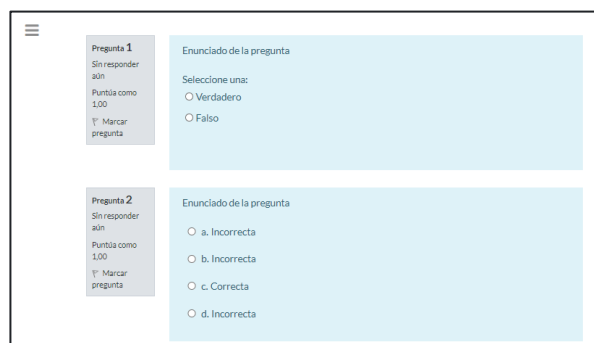 Pregunta 1
Sin responder
aún
Puntúa como
1,00
Marcar
pregunta
Enunciado de la pregunta
Seleccione una:
Verdadero
Falso
Pregunta 2
Sin responder
aún
Puntúa como
1,00
Marcar
pregunta
Enunciado de la pregunta
a. Incorrecta
b. Incorrecta
c. Correcta
d. Incorrecta